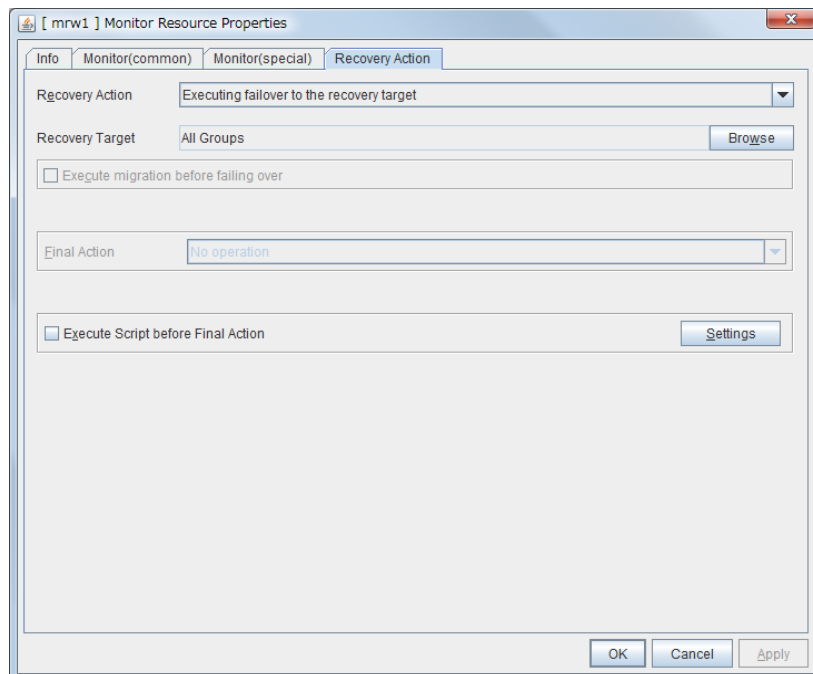 [ mrw1 ] Monitor Resource Properties
Info Monitor(common) Monitor(special) Recovery Action
Recovery Action Executing failover to the recovery target
Recovery Target All Groups Browse
Execute migration before failing over
Final Action No operation
Execute Script before Final Action Settings
OK Cancel Apply